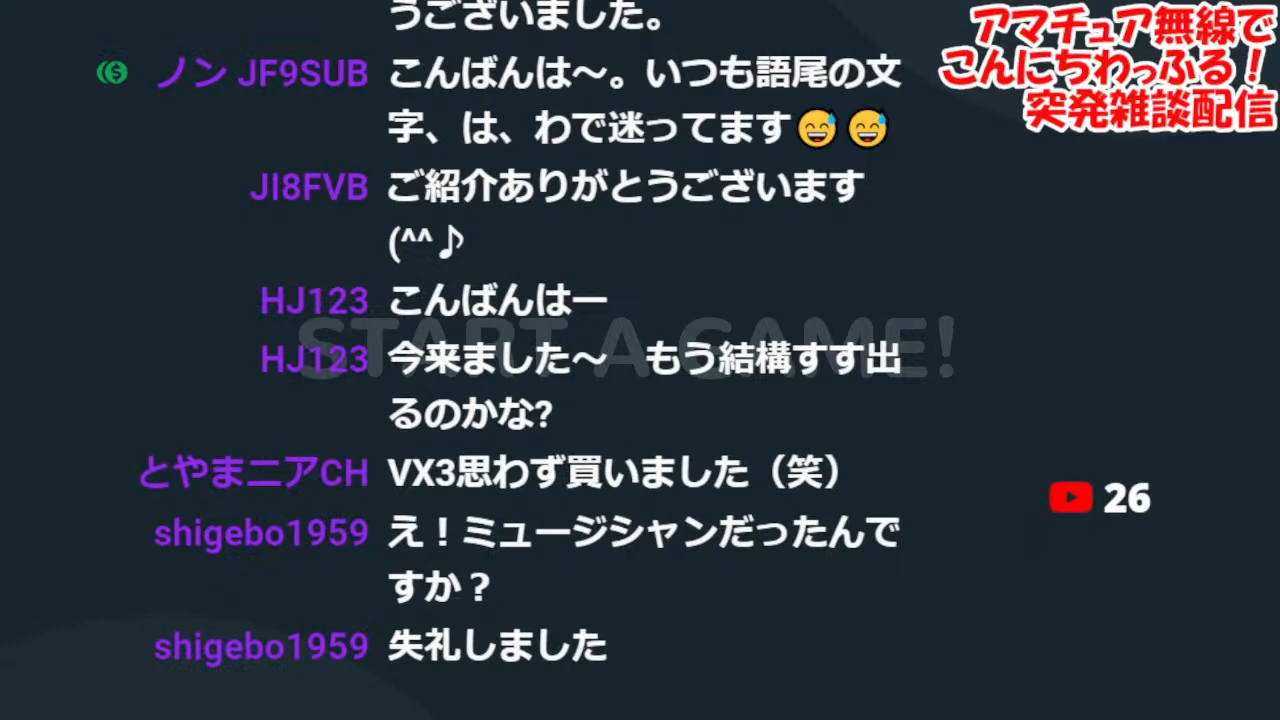 うございました。
アマチュア無線で
こんにちわっふる！
突発雑談配信
ノン JF9SUB こんばんは〜。いつも語尾の文
字、は、わで迷ってます😅😅
JI8FVB ご紹介ありがとうございます
(^^♪
HJ123 こんばんはー
START A GAME!
HJ123 今来ました〜　もう結構すす出
るのかな?
とやまニアCH VX3思わず買いました（笑）
26
shigebo1959 え！ミュージシャンだったんで
すか？
shigebo1959 失礼しました